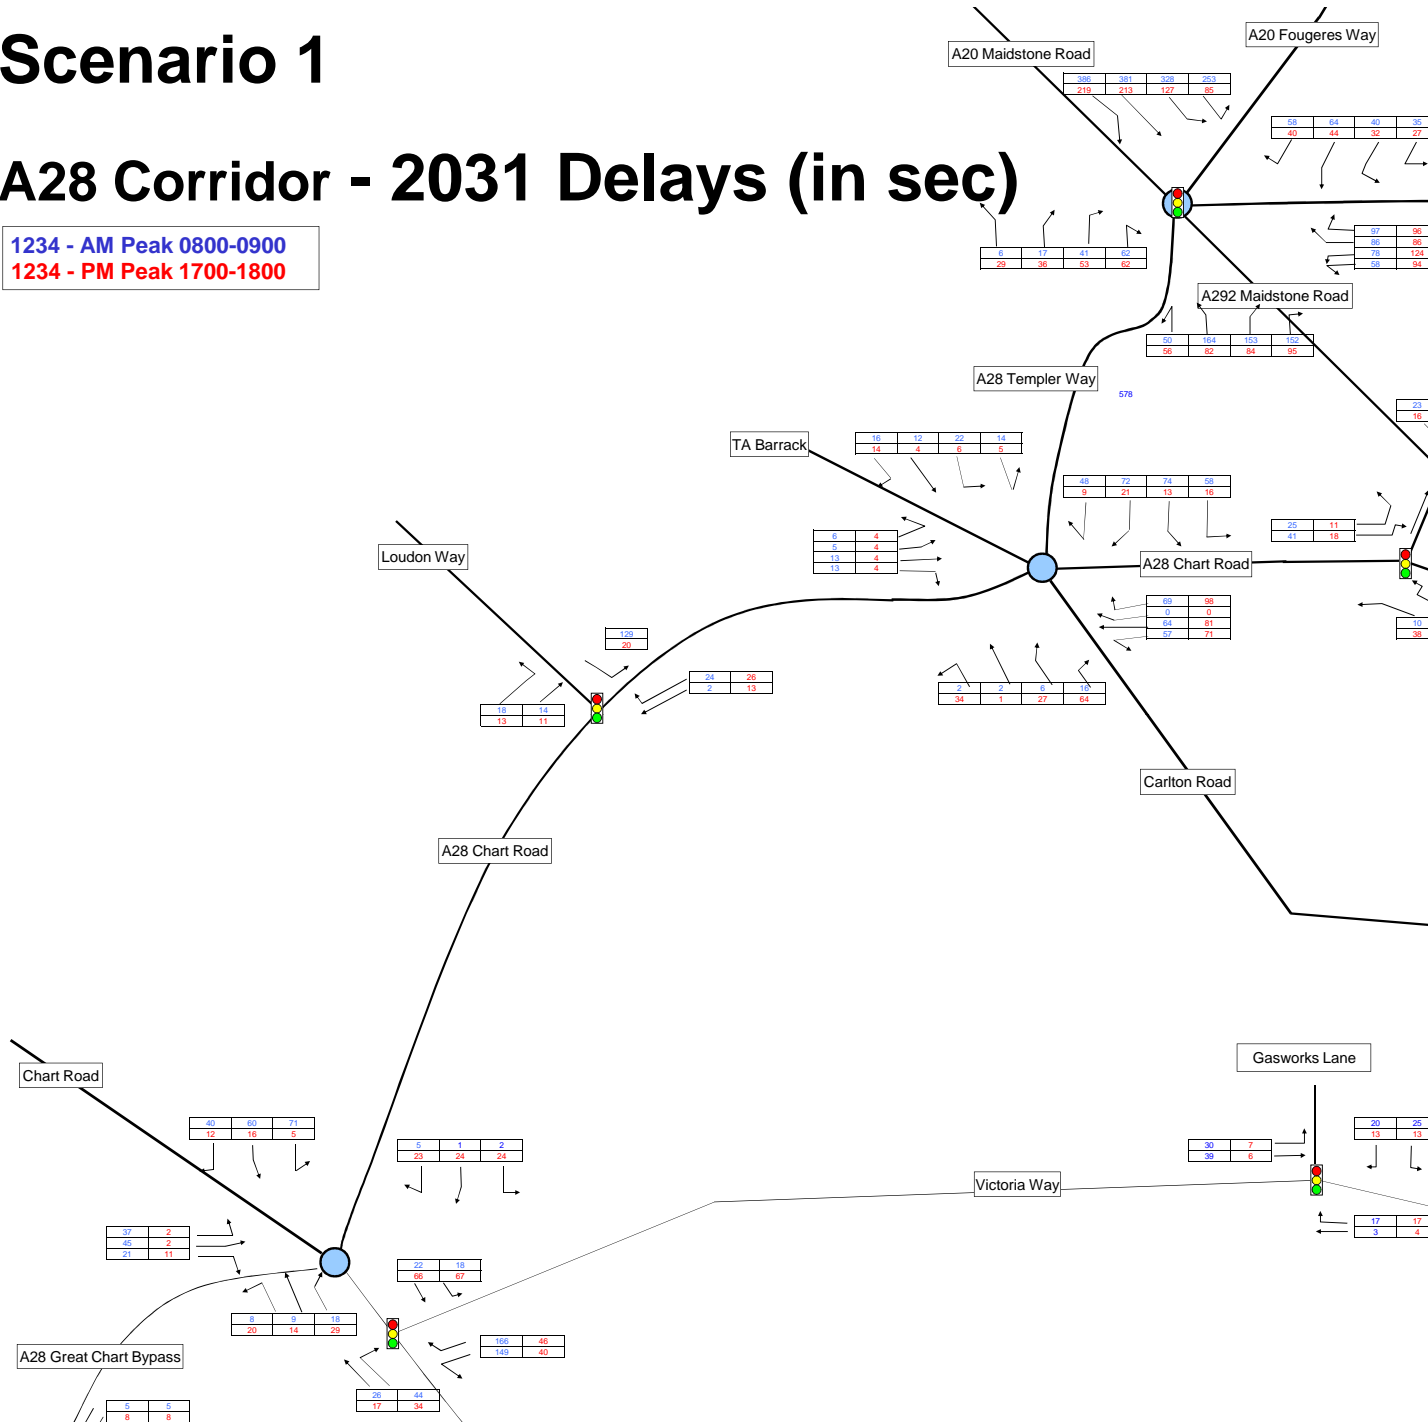 Scenario 1
A28 Corridor - 2031 Delays (in sec)
1234 - AM Peak 0800-0900
1234 - PM Peak 1700-1800
A20 Maidstone Road
A20 Fougeres Way
386 381 328 253
219 213 127 85
58 64 40 35
40 44 32 27
6 17 41 62
29 36 53 62
97 96
86 86
78 124
58 94
A292 Maidstone Road
50 164 153 152
56 82 84 95
A28 Templer Way
578
23
16
TA Barrack
16 12 22 14
14 4 6 5
48 72 74 58
9 21 13 16
25 11
41 18
6 4
5 4
13 4
13 4
Loudon Way
A28 Chart Road
69 98
0 0
64 81
57 71
10
38
129
20
24 26
2 13
2 2 6 16
34 1 27 64
18 14
13 11
Carlton Road
A28 Chart Road
Gasworks Lane
Chart Road
40 60 71
12 16 5
5 1 2
23 24 24
30 7
39 6
20 25
13 13
Victoria Way
37 2
45 2
21 11
17 17
3 4
22 18
66 67
8 9 18
20 14 29
166 46
149 40
A28 Great Chart Bypass
26 44
17 34
5 5
8 8